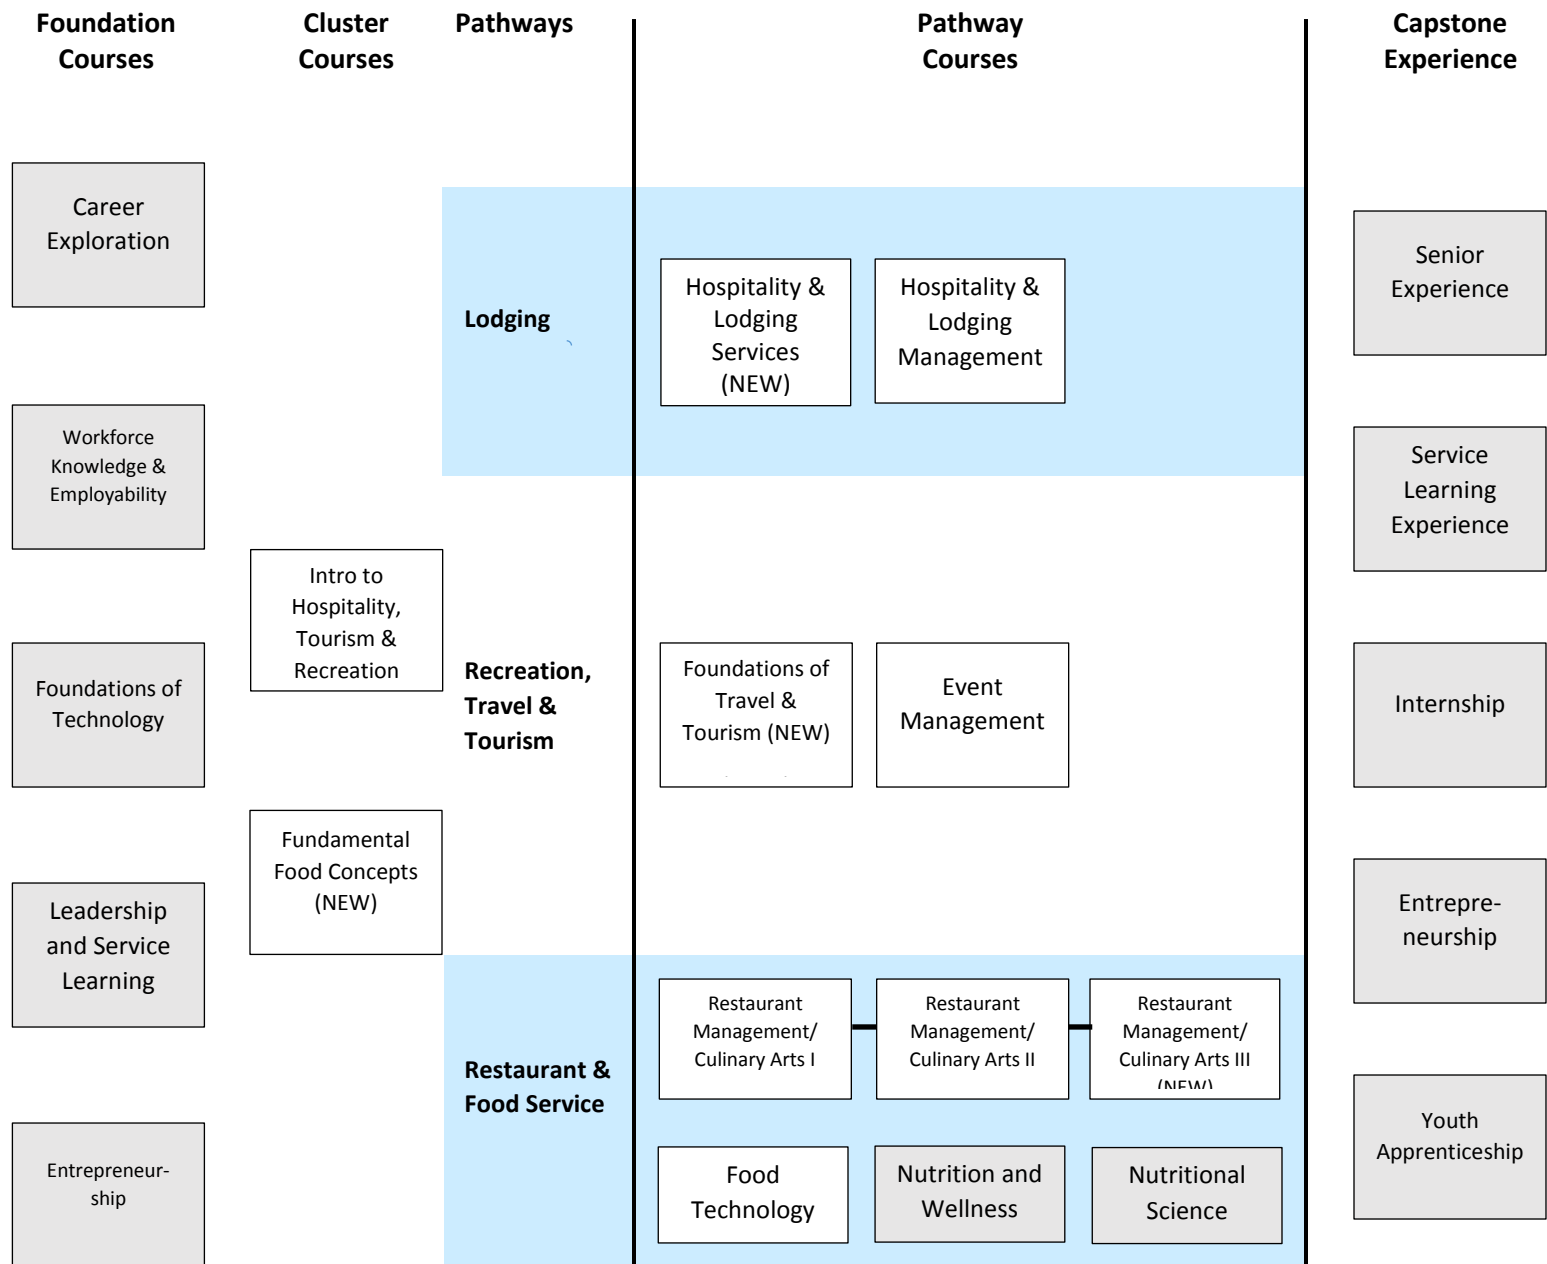 Foundation
Courses
Cluster
Courses
Pathways
Pathway
Courses
Capstone
Experience
Career
Exploration
Workforce
Knowledge &
Employability
Foundations of
Technology
Leadership
and Service
Learning
Entrepreneur-
ship
Intro to
Hospitality,
Tourism &
Recreation
Fundamental
Food Concepts
(NEW)
Lodging
Hospitality &
Lodging
Services
(NEW)
Hospitality &
Lodging
Management
Recreation,
Travel &
Tourism
Foundations of
Travel &
Tourism (NEW)
Event
Management
Restaurant &
Food Service
Restaurant
Management/
Culinary Arts I
Restaurant
Management/
Culinary Arts II
Restaurant
Management/
Culinary Arts III
(NEW)
Food
Technology
Nutrition and
Wellness
Nutritional
Science
Senior
Experience
Service
Learning
Experience
Internship
Entrepre-
neurship
Youth
Apprenticeship